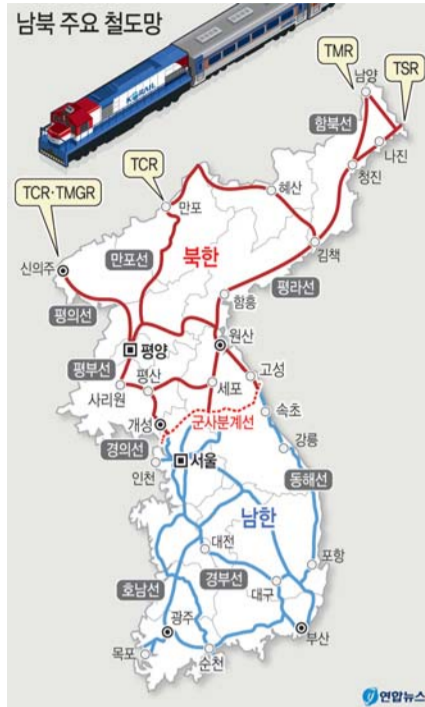 남북 주요 철도망
KORAIL
TMR
TSR
남양
함북선
나진
청진
TCR
TCR·TMGR
혜산
만포
김책
만포선
북한
신의주
평라선
함흥
평의선
원산
평양
고성
평부선
평산
세포
사리원
속초
개성
군사분계선
강릉
경의선
서울
인천
동해선
남한
대전
포항
호남선
경부선
대구
광주
부산
목포
순천
연합뉴스